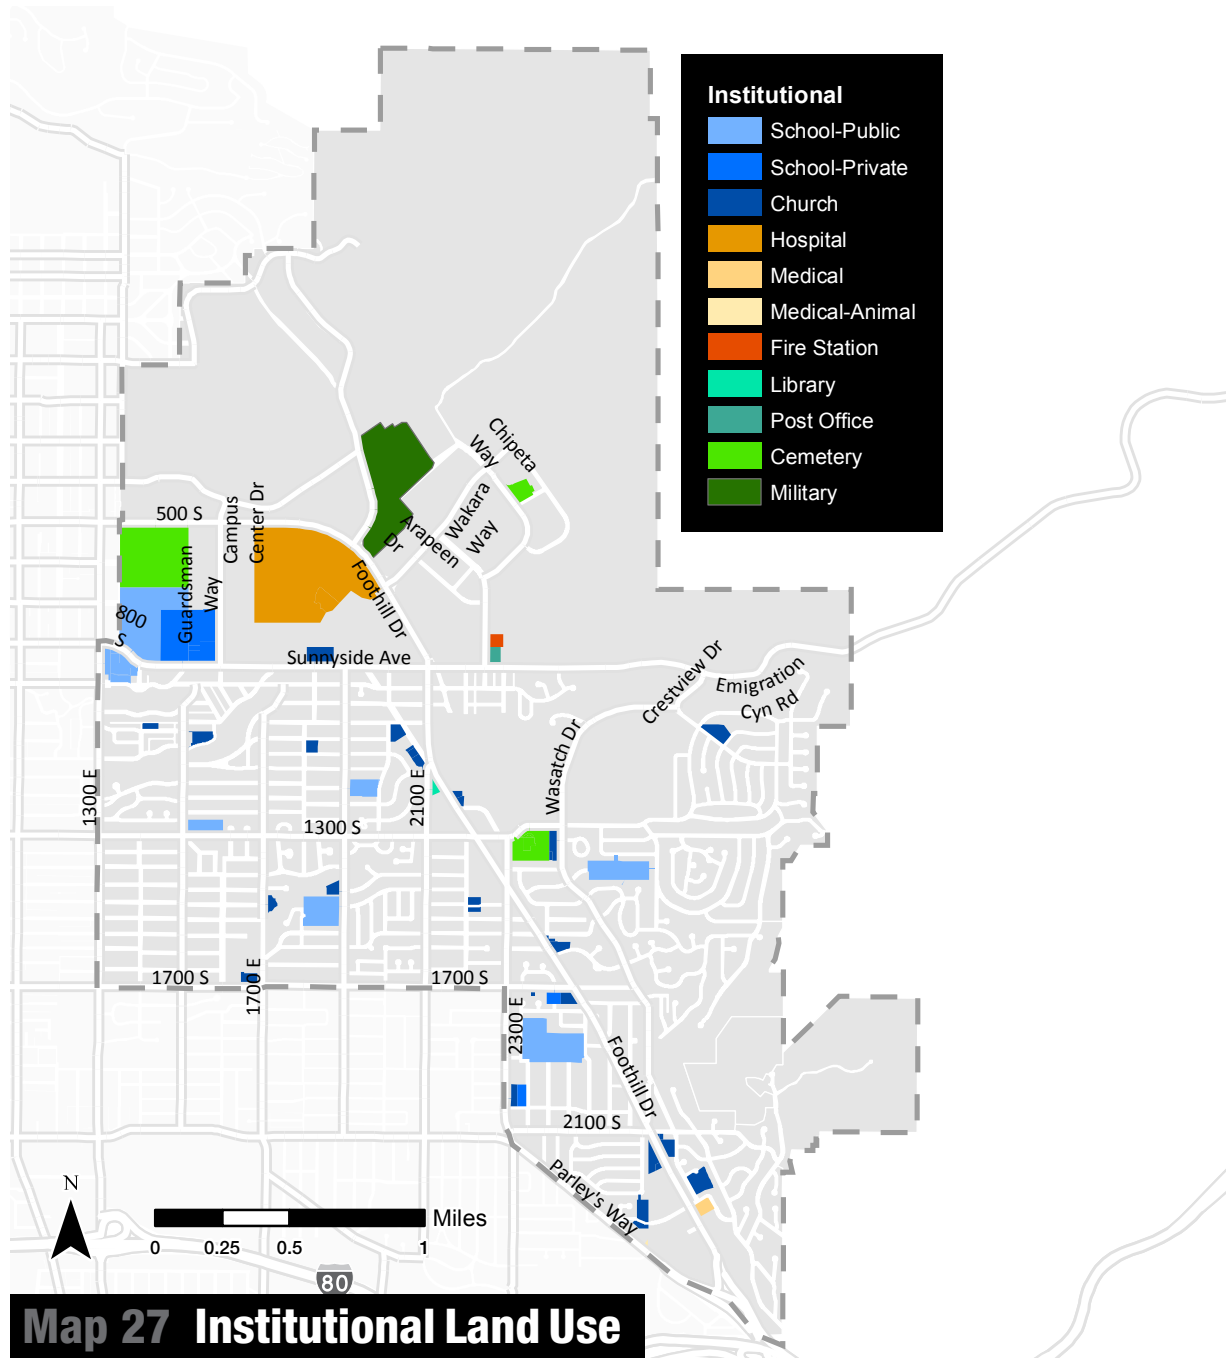 Institutional
School-Public
School-Private
Church
Hospital
Medical
Medical-Animal
Fire Station
Library
Post Office
Cemetery
Military
Chipeta
Way
Wakara
Way
Arapeen
Dr
500 S
Campus
Center Dr
Guardsman
Way
800
S
Foothill Dr
Sunnyside Ave
Crestview Dr
Emigration
Cyn Rd
Wasatch Dr
1300 E
2100 E
1300 S
1700 S
1700 E
1700 S
2300 E
Foothill Dr
2100 S
Parley's Way
N
Miles
0 0.25 0.5 1
80
Map 27 Institutional Land Use